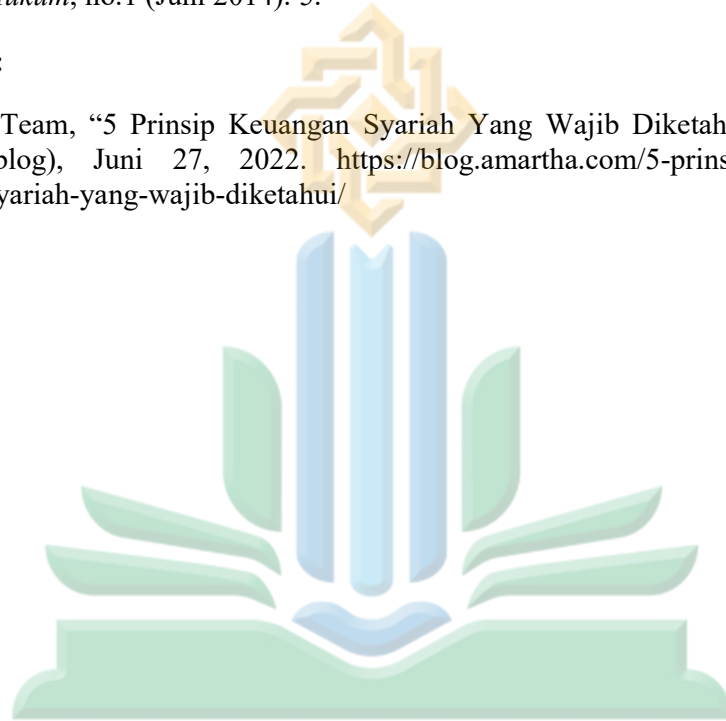 ukum, no.1 (Juni 2014): 5.
:
Team, “5 Prinsip Keuangan Syariah Yang Wajib Diketah
blog), Juni 27, 2022. https://blog.amartha.com/5-prins
yariah-yang-wajib-diketahui/